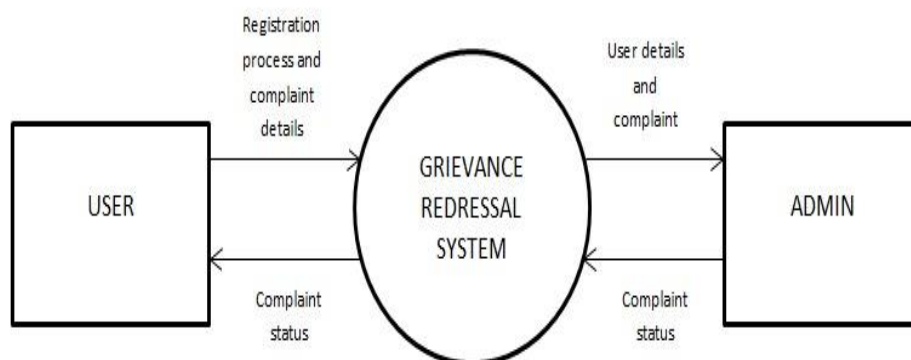 Registration
process and
complaint
details
User details
and
complaint
USER
GRIEVANCE
REDRESSAL
SYSTEM
ADMIN
Complaint
status
Complaint
status